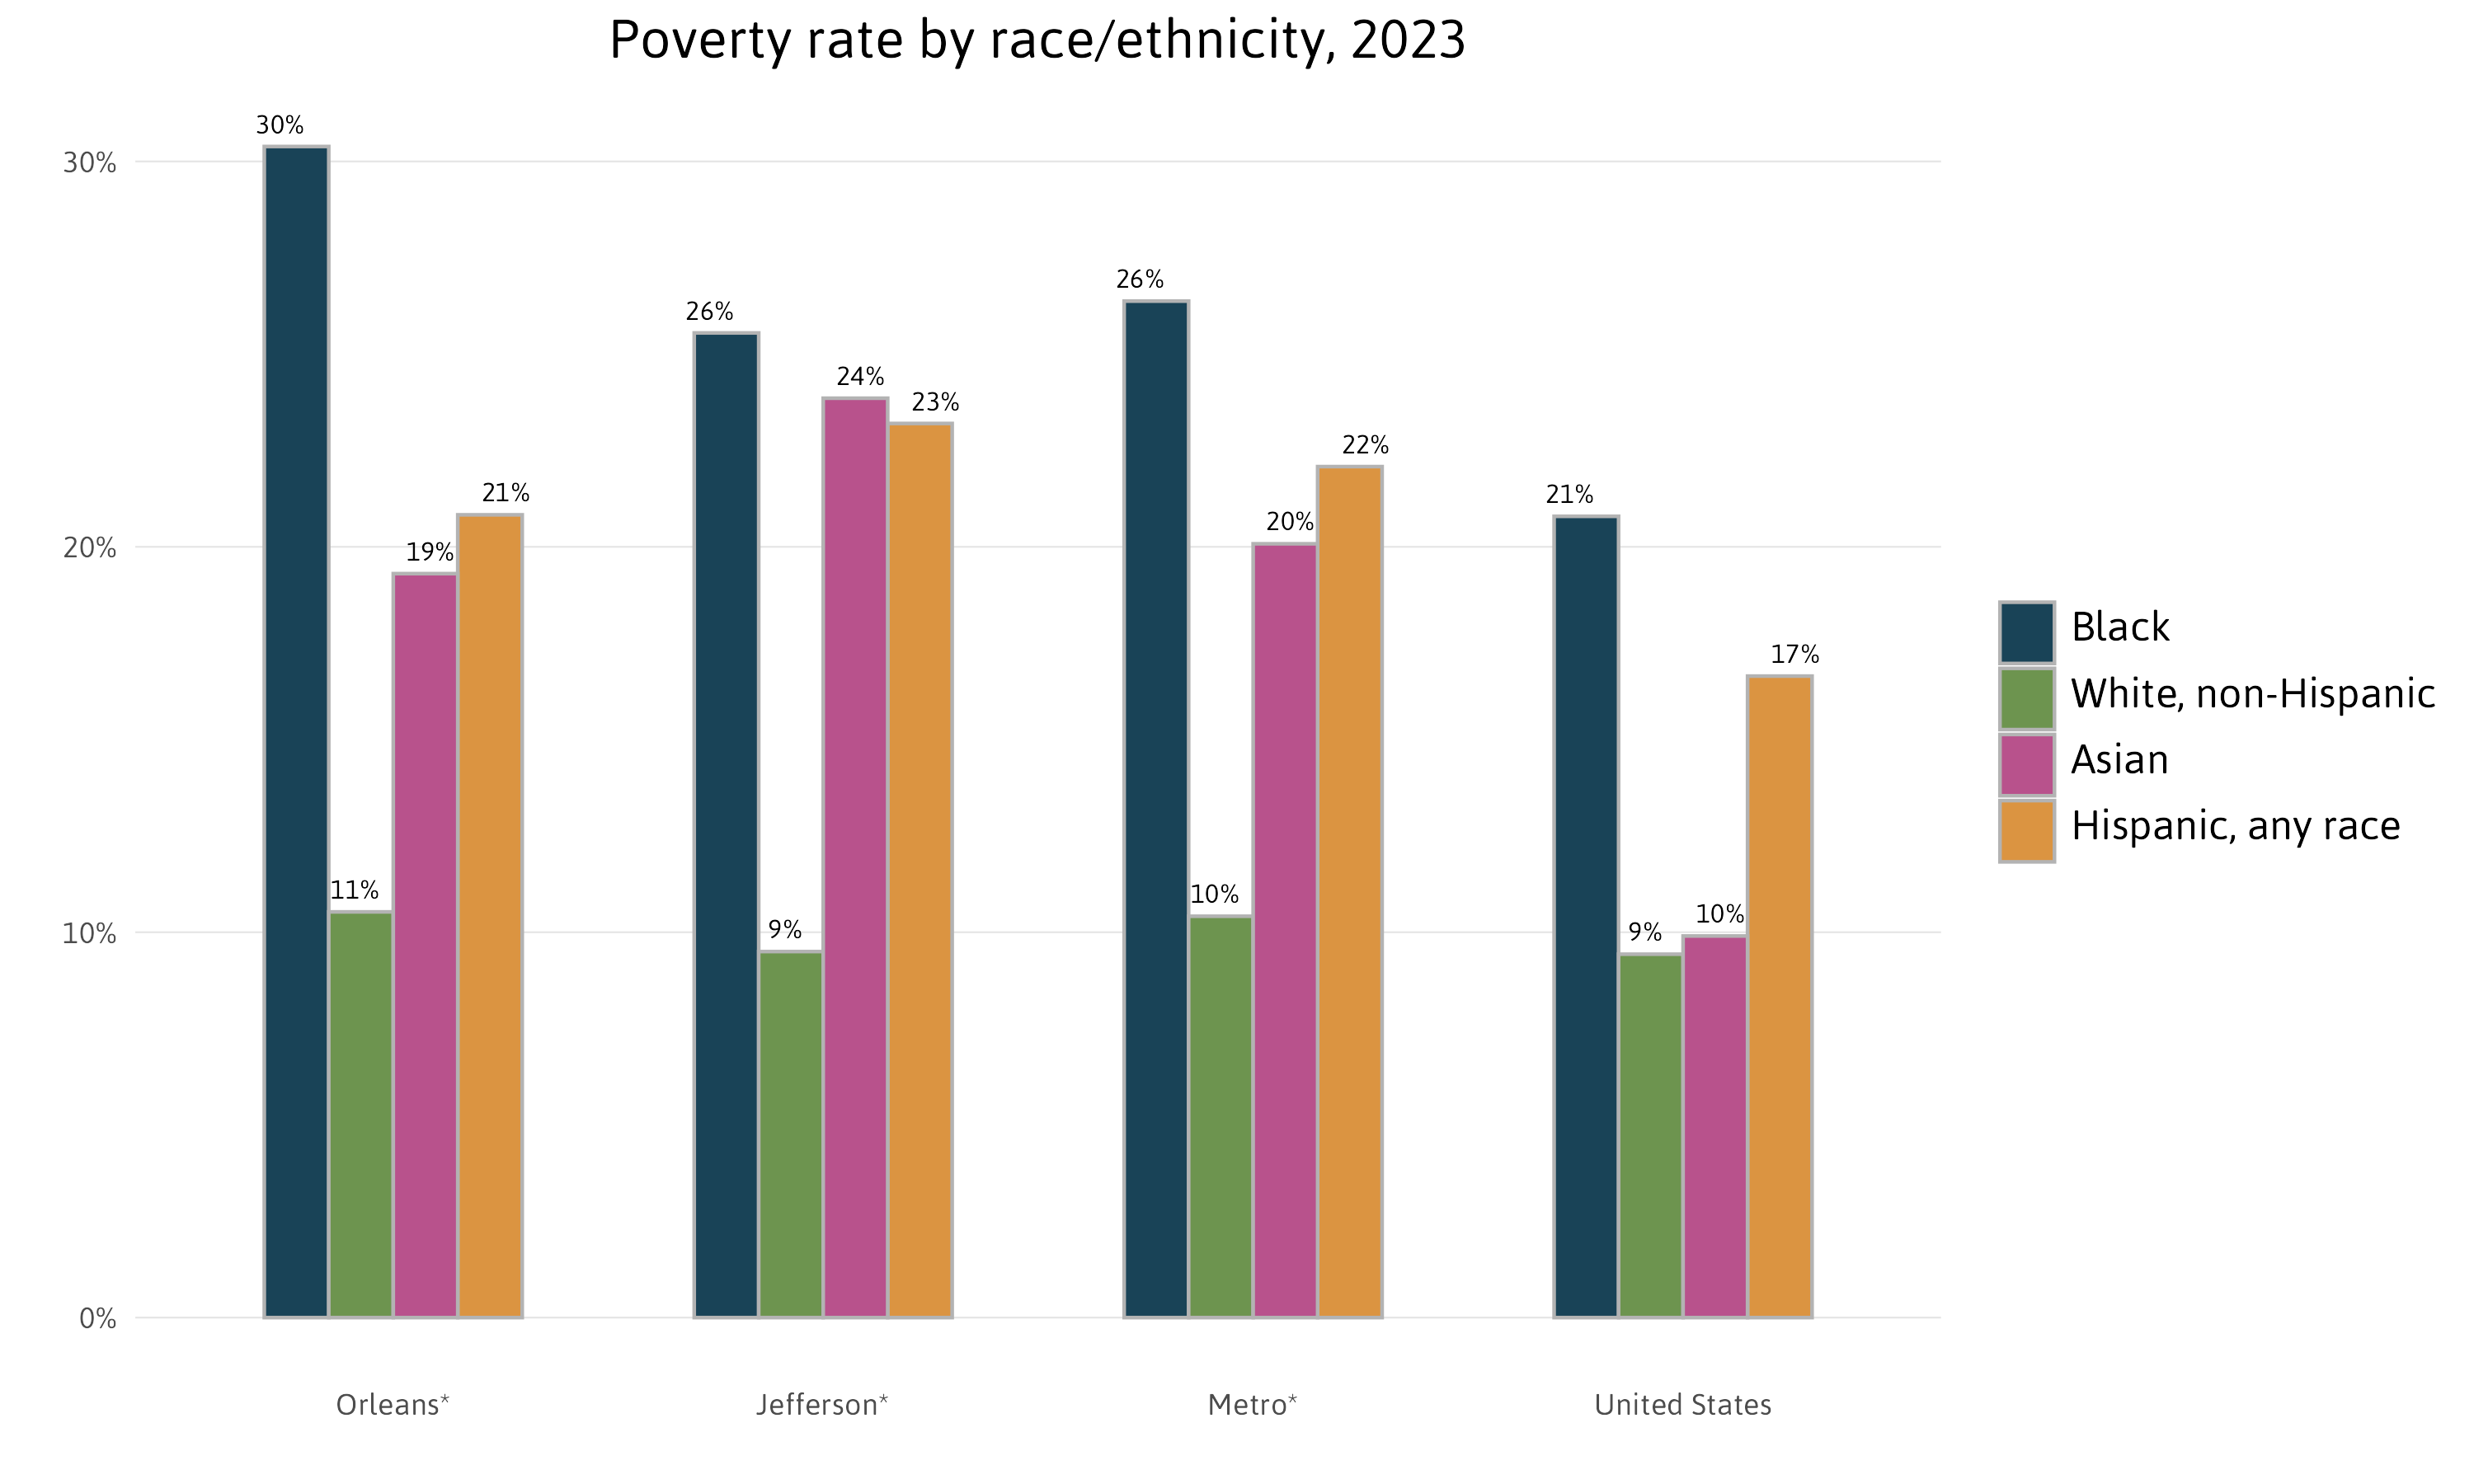 Poverty rate by race/ethnicity, 2023
30%
20%
10%
0%
30%
11%
19%
21%
26%
9%
24%
23%
26%
10%
20%
22%
21%
9%
10%
17%
Orleans*
Jefferson*
Metro*
United States
Black
White, non-Hispanic
Asian
Hispanic, any race